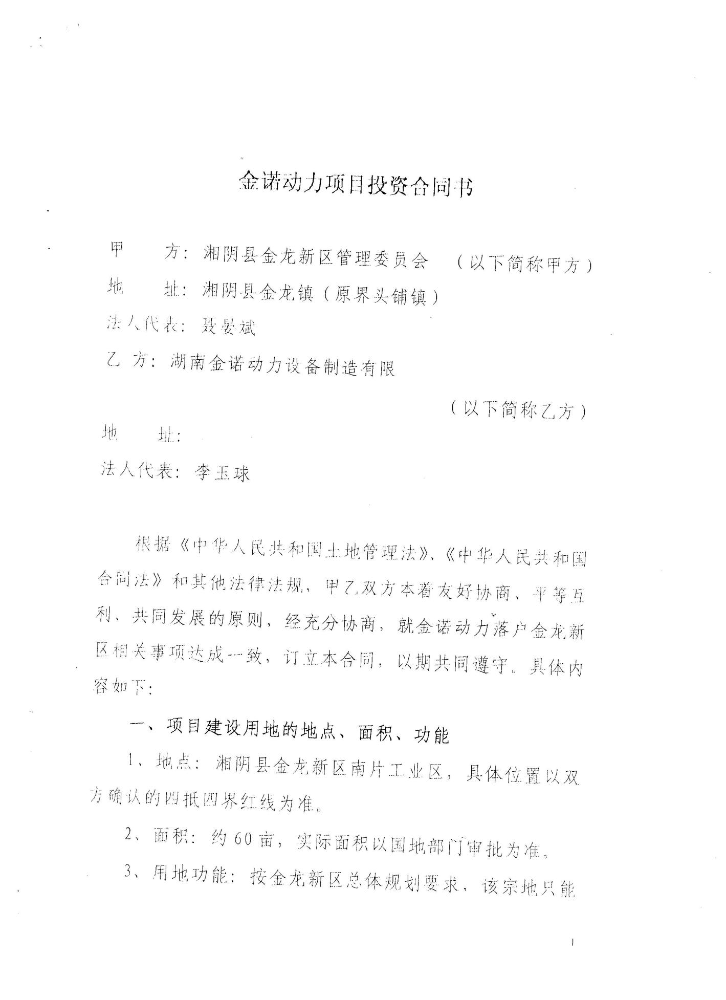 金诺动力项目投资合同书
甲　　方：湘阴县金龙新区管理委员会　（以下简称甲方）
地　　址：湘阴县金龙镇（原界头铺镇）
法人代表：聂晏斌
乙 方：湖南金诺动力设备制造有限
（以下简称乙方）
地　　址：
法人代表：李玉球
根据《中华人民共和国土地管理法》、《中华人民共和国
合同法》和其他法律法规，甲乙双方本着友好协商、平等互
利、共同发展的原则，经充分协商，就金诺动力落户金龙新
区相关事项达成一致，订立本合同，以期共同遵守。具体内
容如下：
一、项目建设用地的地点、面积、功能
1、地点：湘阴县金龙新区南片工业区，具体位置以双
方确认的四抵四界红线为准。
2、面积：约60亩，实际面积以国地部门审批为准。
3、用地功能：按金龙新区总体规划要求，该宗地只能
1